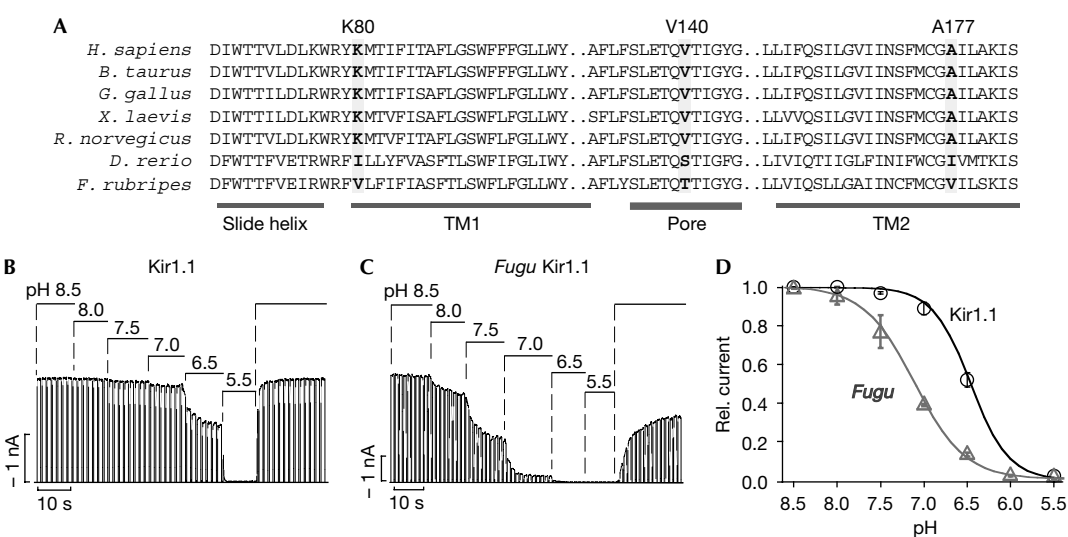 A
K80 V140 A177
H. sapiens DIWTTVLDLKWRYKMTIFITAFLGSWFFFGLLWY..AFLFSLETQVTIGYG..LLIFQSILGVIINSFMCGAILAKIS
B. taurus DIWTTVLDLKWRYKMTIFITAFLGSWFLFGLLWY..AFLFSLETQVTIGYG..LLIFQSILGVIINSFMCGAILAKIS
G. gallus DIWTTILDLKWRYKMTIFISAFLGSWFLFGLLWY..AFLFSLETQVTIGYG..LLIFQSILGVIINSFMCGAILAKIS
X. laevis DIWTTILDLKWRYKMTVFITAFLGSWFLFGLLWY..SFLFSLETQVTIGYG..LLVVQSILGVIINSFMCGAILAKIS
R. norvegicus DIWTTVLDLKWRYKMTVFITAFLGSWFLFGLLWY..AFLFSLETQVTIGYG..LLIFQSILGVIINSFMCGAILAKIS
D. rerio DFWTTFVETRWRFILLYFVASFTLSWFIFGLIWY..AFLFSLETQSTIGFG..LIVIQTIIGLFINIFWCGIVMTKIS
F. rubripes DFWTTFVEIRWRFVLFIFIASFTLSWFLFGLLWY..AFLYSLETQTTIGYG..LLVIQSLLGAIINCFMCGVILSKIS
Slide helix TM1 Pore TM2
B
Kir1.1
pH 8.5
8.0
7.5
7.0
6.5
5.5
– 1 nA
10 s
C
Fugu Kir1.1
pH 8.5
8.0
7.5
7.0
6.5
5.5
– 1 nA
10 s
D
Rel. current
1.0
0.8
0.6
0.4
0.2
0.0
Kir1.1
Fugu
8.5 8.0 7.5 7.0 6.5 6.0 5.5
pH